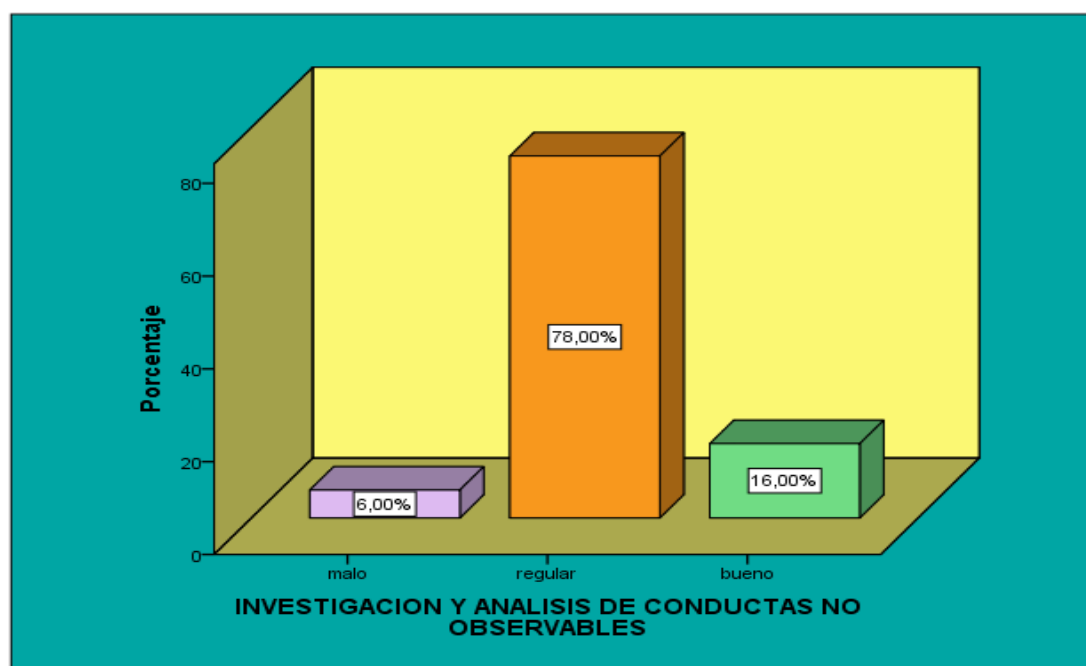 Porcentaje
80
60
40
20
0
78,00%
16,00%
6,00%
malo
regular
bueno
INVESTIGACION Y ANALISIS DE CONDUCTAS NO
OBSERVABLES